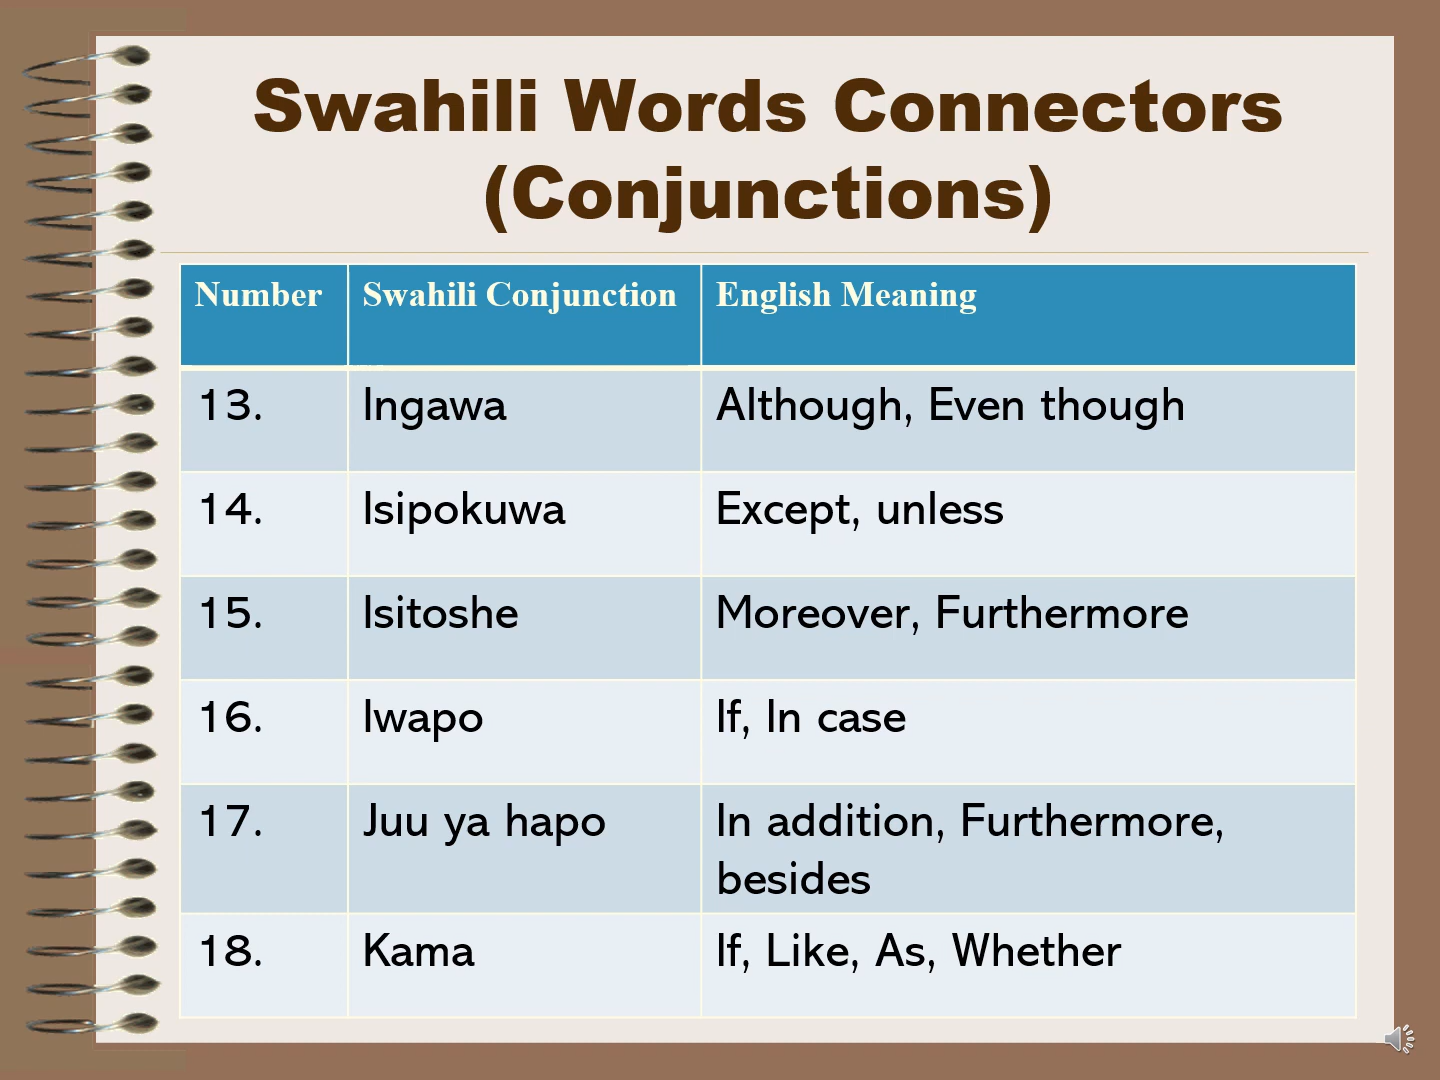 Swahili Words Connectors
(Conjunctions)
Number Swahili Conjunction English Meaning
13. Ingawa Although, Even though
14. Isipokuwa Except, unless
15. Isitoshe Moreover, Furthermore
16. Iwapo If, In case
17. Juu ya hapo In addition, Furthermore,
besides
18. Kama If, Like, As, Whether